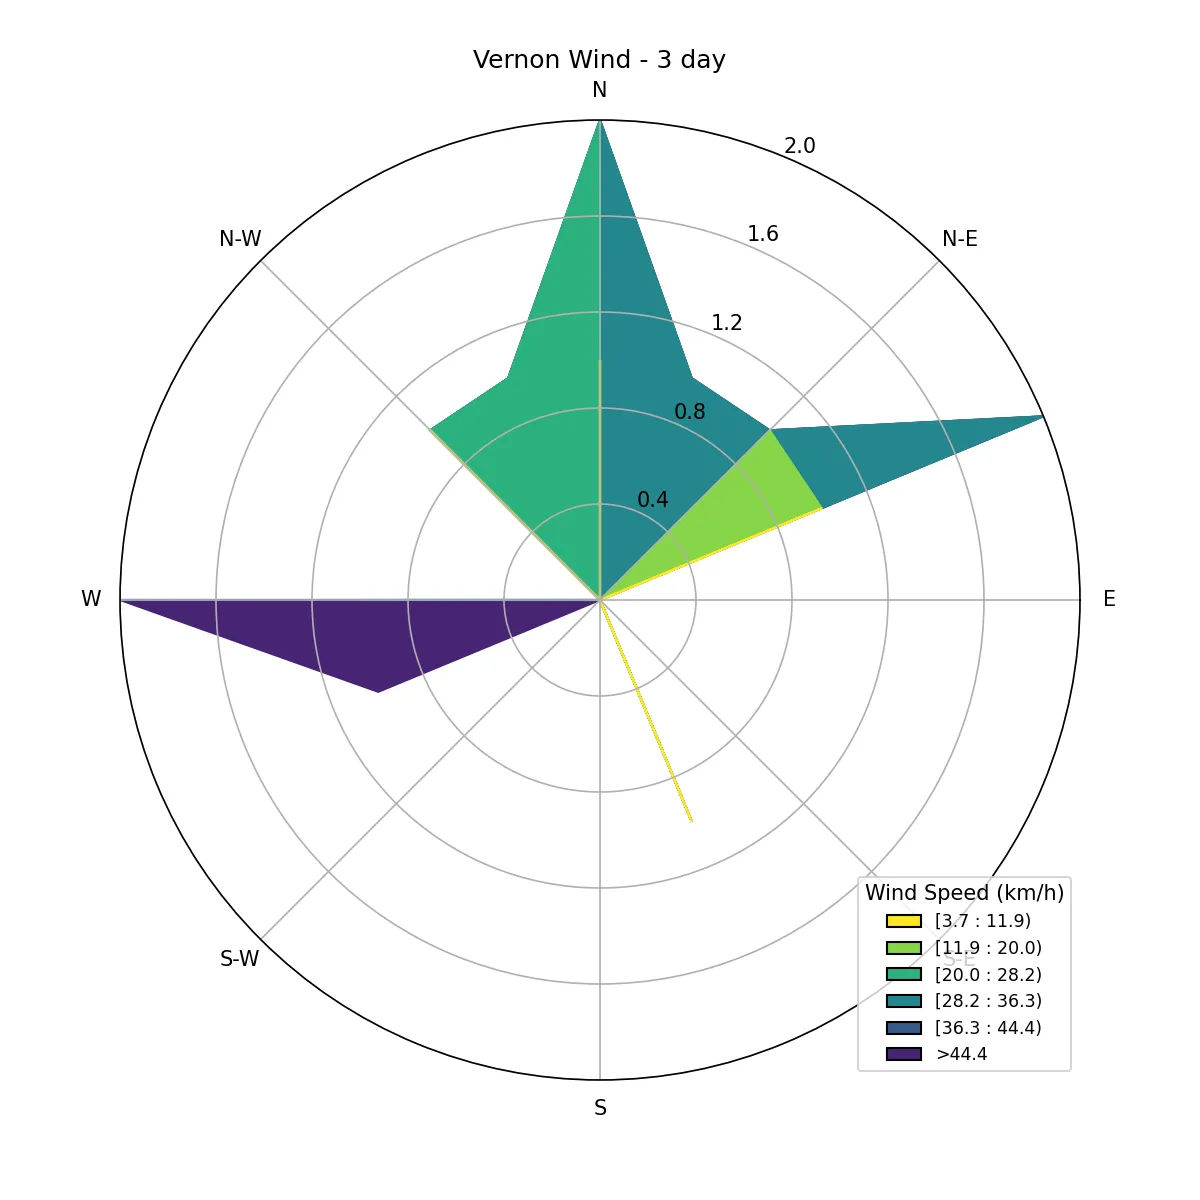 Vernon Wind - 3 day
N
2.0
1.6
N-W
N-E
1.2
0.8
0.4
W
E
Wind Speed (km/h)
[3.7 : 11.9)
[11.9 : 20.0)
S-W
S-E
[20.0 : 28.2)
[28.2 : 36.3)
[36.3 : 44.4)
>44.4
S